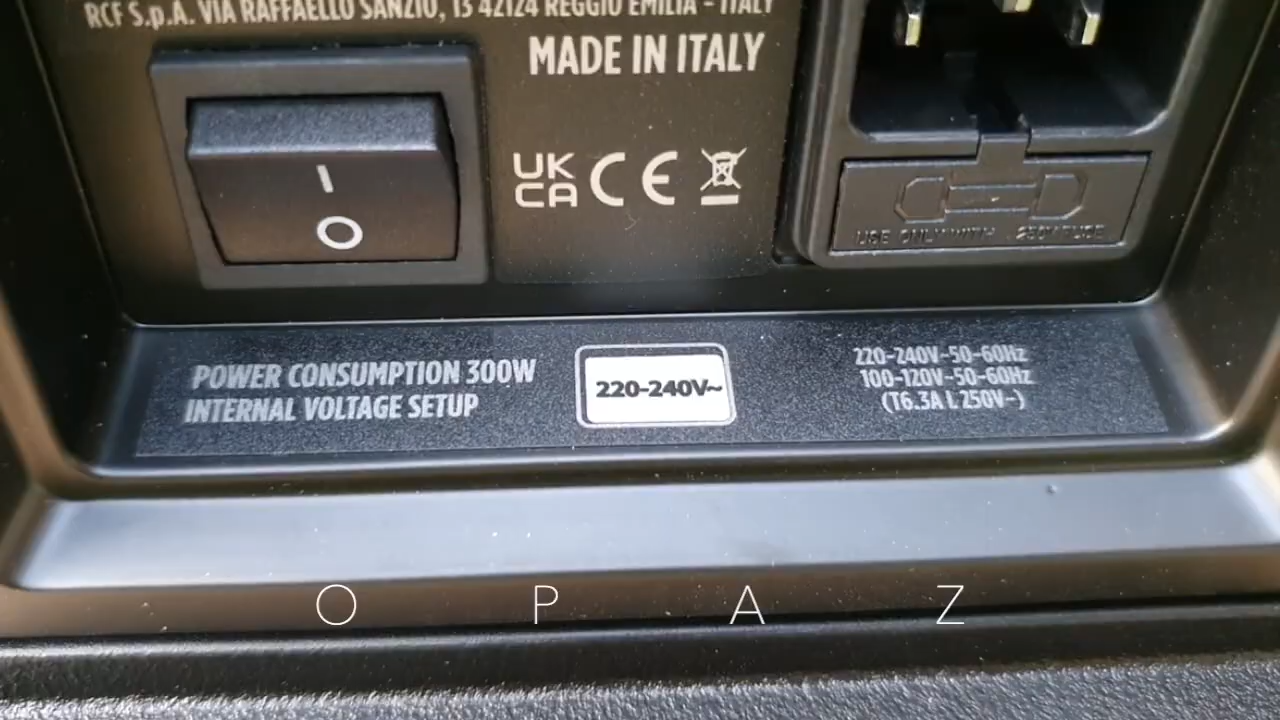 RCF S.p.A. VIA RAFFAELLO SANZIO, 13 42124 REGGIO EMILIA - ITALY
MADE IN ITALY
UK
CA CE
I
O
USE ONLY WITH 250V FUSE
POWER CONSUMPTION 300W
INTERNAL VOLTAGE SETUP
220-240V~
220-240V~50-60Hz
100-120V~50-60Hz
(T6.3A L 250V~)
O P A Z